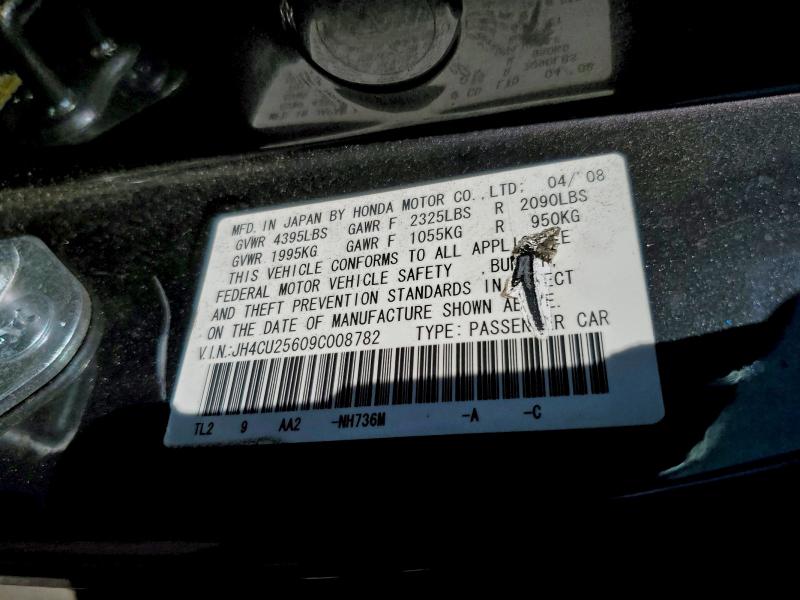 MFD. IN JAPAN BY HONDA MOTOR CO., LTD. 04/'08
GVWR 4395LBS GAWR F 2325LBS R 2090LBS
GVWR 1995KG GAWR F 1055KG R 950KG
THIS VEHICLE CONFORMS TO ALL
FEDERAL MOTOR VEHICLE SAFETY
AND THEFT PREVENTION STANDARDS IN
ON THE DATE OF MANUFACTURE SHOWN
V.I.N.:JH4CU25609C008782 TYPE: PASSENGER CAR
TL2 9 AA2 -NH736M -A -C